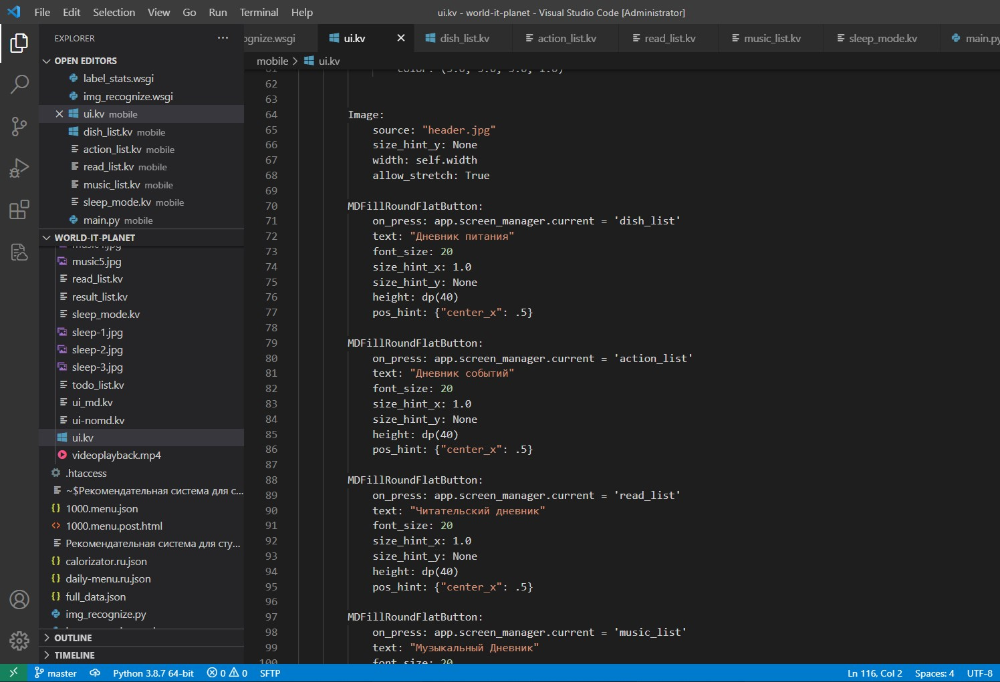 File Edit Selection View Go Run Terminal Help
ui.kv - world-it-planet - Visual Studio Code [Administrator]
EXPLORER
ognize.wsgi
ui.kv
dish_list.kv
action_list.kv
read_list.kv
music_list.kv
sleep_mode.kv
main.py
OPEN EDITORS
label_stats.wsgi
img_recognize.wsgi
ui.kv mobile
dish_list.kv mobile
action_list.kv mobile
read_list.kv mobile
music_list.kv mobile
sleep_mode.kv mobile
main.py mobile
WORLD-IT-PLANET
music5.jpg
read_list.kv
result_list.kv
sleep_mode.kv
sleep-1.jpg
sleep-2.jpg
sleep-3.jpg
todo_list.kv
ui_md.kv
ui-nomd.kv
ui.kv
videoplayback.mp4
.htaccess
~$Рекомендательная система для с...
1000.menu.json
1000.menu.post.html
Рекомендательная система для сту...
calorizator.ru.json
daily-menu.ru.json
full_data.json
img_recognize.py
OUTLINE
TIMELINE
mobile > ui.kv
62
63
64 Image:
65 source: "header.jpg"
66 size_hint_y: None
67 width: self.width
68 allow_stretch: True
69
70 MDFillRoundFlatButton:
71 on_press: app.screen_manager.current = 'dish_list'
72 text: "Дневник питания"
73 font_size: 20
74 size_hint_x: 1.0
75 size_hint_y: None
76 height: dp(40)
77 pos_hint: {"center_x": .5}
78
79 MDFillRoundFlatButton:
80 on_press: app.screen_manager.current = 'action_list'
81 text: "Дневник событий"
82 font_size: 20
83 size_hint_x: 1.0
84 size_hint_y: None
85 height: dp(40)
86 pos_hint: {"center_x": .5}
87
88 MDFillRoundFlatButton:
89 on_press: app.screen_manager.current = 'read_list'
90 text: "Читательский дневник"
91 font_size: 20
92 size_hint_x: 1.0
93 size_hint_y: None
94 height: dp(40)
95 pos_hint: {"center_x": .5}
96
97 MDFillRoundFlatButton:
98 on_press: app.screen_manager.current = 'music_list'
99 text: "Музыкальный Дневник"
100 font_size: 20
master Python 3.8.7 64-bit 0 0 SFTP Ln 116, Col 2 Spaces: 4 UTF-8